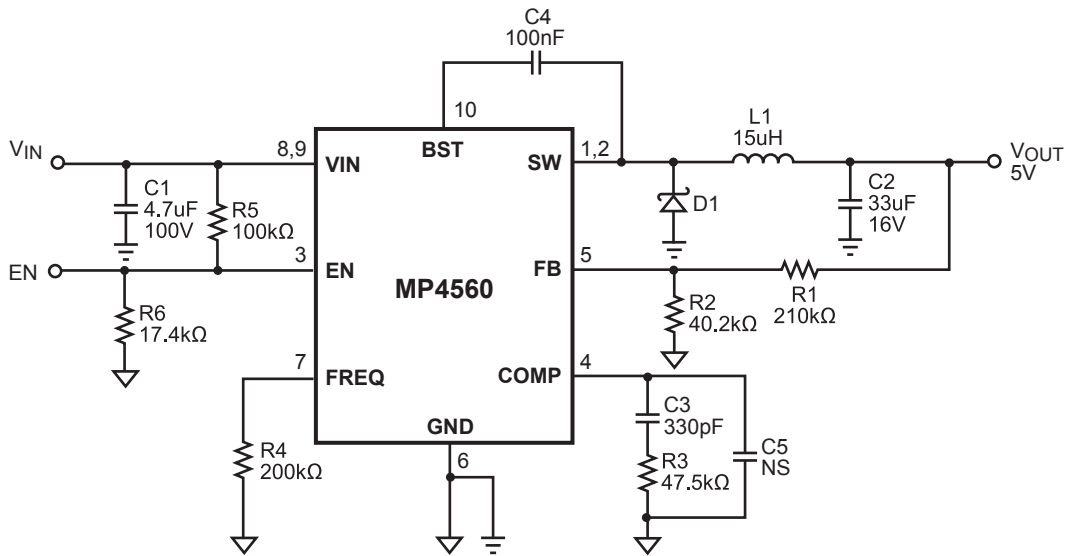 C4
100nF
10
BST
VIN
8,9
VIN
SW
1,2
L1
15uH
VOUT
5V
C1
4.7uF
100V
R5
100kΩ
D1
C2
33uF
16V
EN
3
EN
MP4560
FB
5
R1
210kΩ
R2
40.2kΩ
R6
17.4kΩ
7
FREQ
COMP
4
GND
6
R4
200kΩ
C3
330pF
R3
47.5kΩ
C5
NS